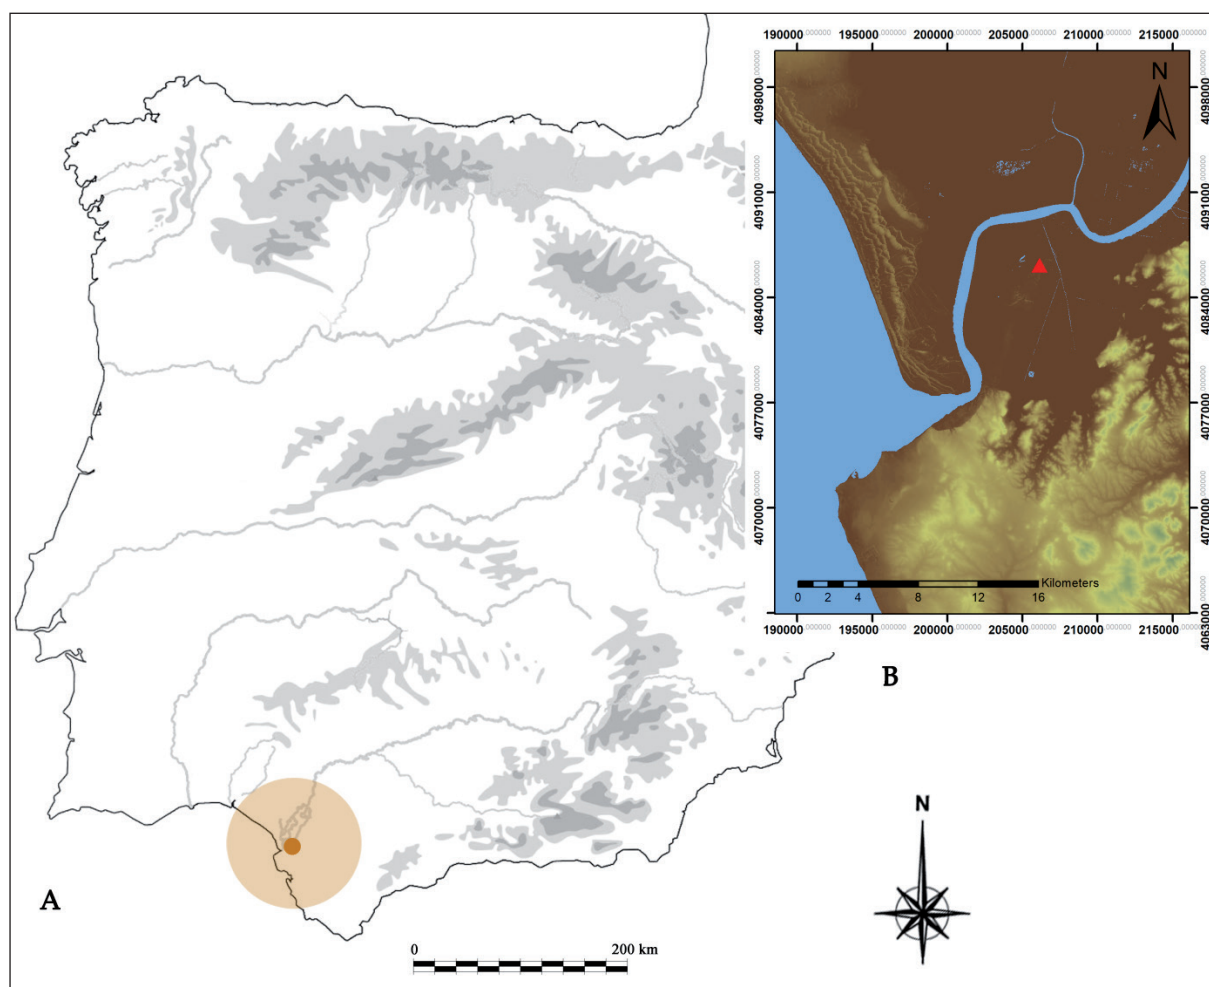 190000.000000 195000.000000 200000.000000 205000.000000 210000.000000 215000.000000
N
4098000.000000 4098000.000000
4091000.000000 4091000.000000
4084000.000000 4084000.000000
4077000.000000 4077000.000000
4070000.000000 4070000.000000
4063000.000000
Kilometers
0 2 4 8 12 16
190000.000000 195000.000000 200000.000000 205000.000000 210000.000000 215000.000000
B
N
A
0 200 km